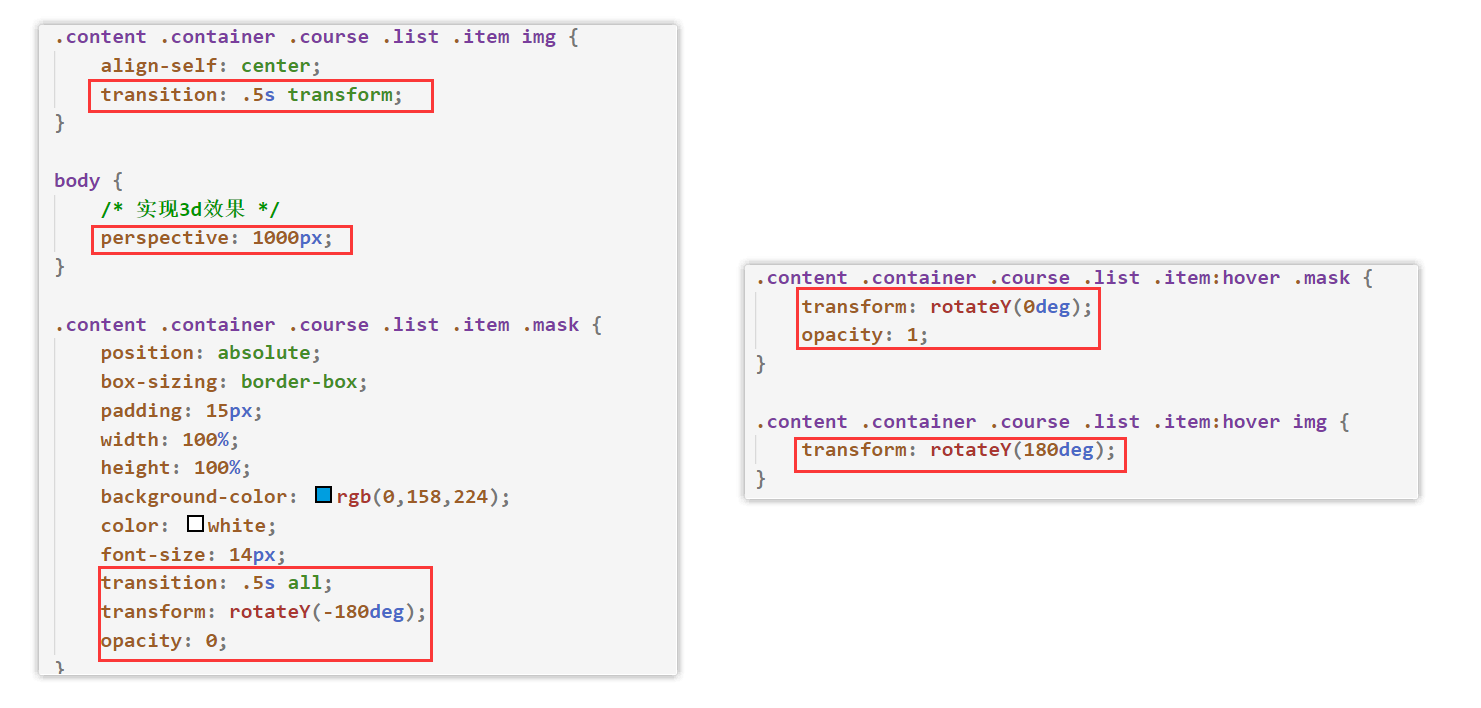 .content .container .course .list .item img {
    align-self: center;
    transition: .5s transform;
}

body {
    /* 实现3d效果 */
    perspective: 1000px;
}

.content .container .course .list .item .mask {
    position: absolute;
    box-sizing: border-box;
    padding: 15px;
    width: 100%;
    height: 100%;
    background-color: rgb(0,158,224);
    color: white;
    font-size: 14px;
    transition: .5s all;
    transform: rotateY(-180deg);
    opacity: 0;
}

.content .container .course .list .item:hover .mask {
    transform: rotateY(0deg);
    opacity: 1;
}

.content .container .course .list .item:hover img {
    transform: rotateY(180deg);
}